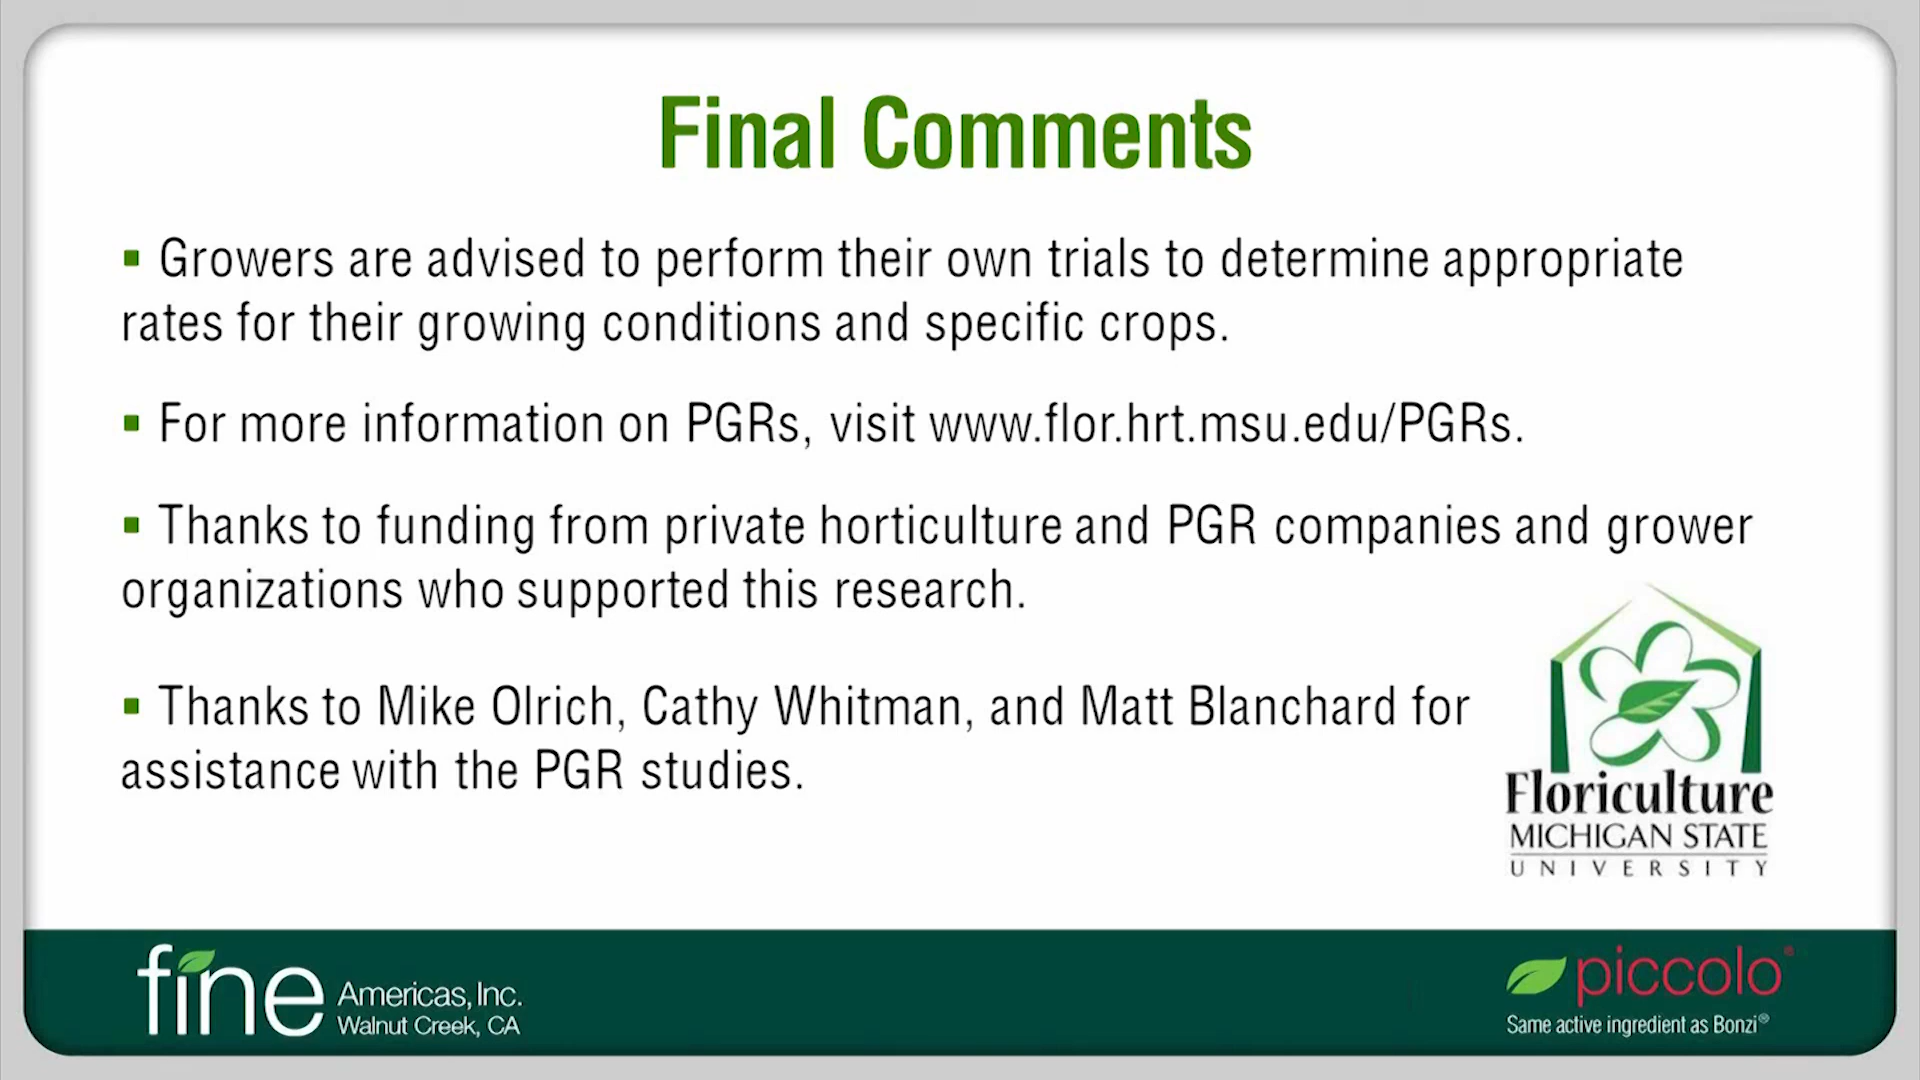 Final Comments
▪ Growers are advised to perform their own trials to determine appropriate
rates for their growing conditions and specific crops.
▪ For more information on PGRs, visit www.flor.hrt.msu.edu/PGRs.
▪ Thanks to funding from private horticulture and PGR companies and grower
organizations who supported this research.
▪ Thanks to Mike Olrich, Cathy Whitman, and Matt Blanchard for
assistance with the PGR studies.
Floriculture
MICHIGAN STATE
UNIVERSITY
fine Americas, Inc.
Walnut Creek, CA
piccolo®
Same active ingredient as Bonzi®